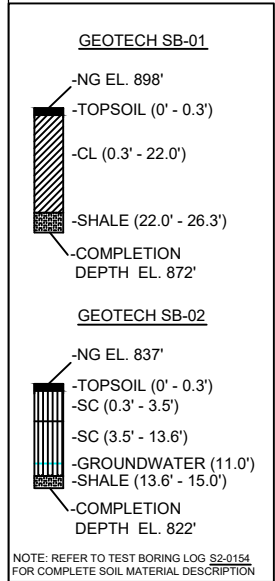 GEOTECH SB-01
-NG EL. 898'
-TOPSOIL (0' - 0.3')
-CL (0.3' - 22.0')
-SHALE (22.0' - 26.3')
-COMPLETION
DEPTH EL. 872'
GEOTECH SB-02
-NG EL. 837'
-TOPSOIL (0' - 0.3')
-SC (0.3' - 3.5')
-SC (3.5' - 13.6')
-GROUNDWATER (11.0')
-SHALE (13.6' - 15.0')
-COMPLETION
DEPTH EL. 822'
NOTE: REFER TO TEST BORING LOG S2-0154
FOR COMPLETE SOIL MATERIAL DESCRIPTION